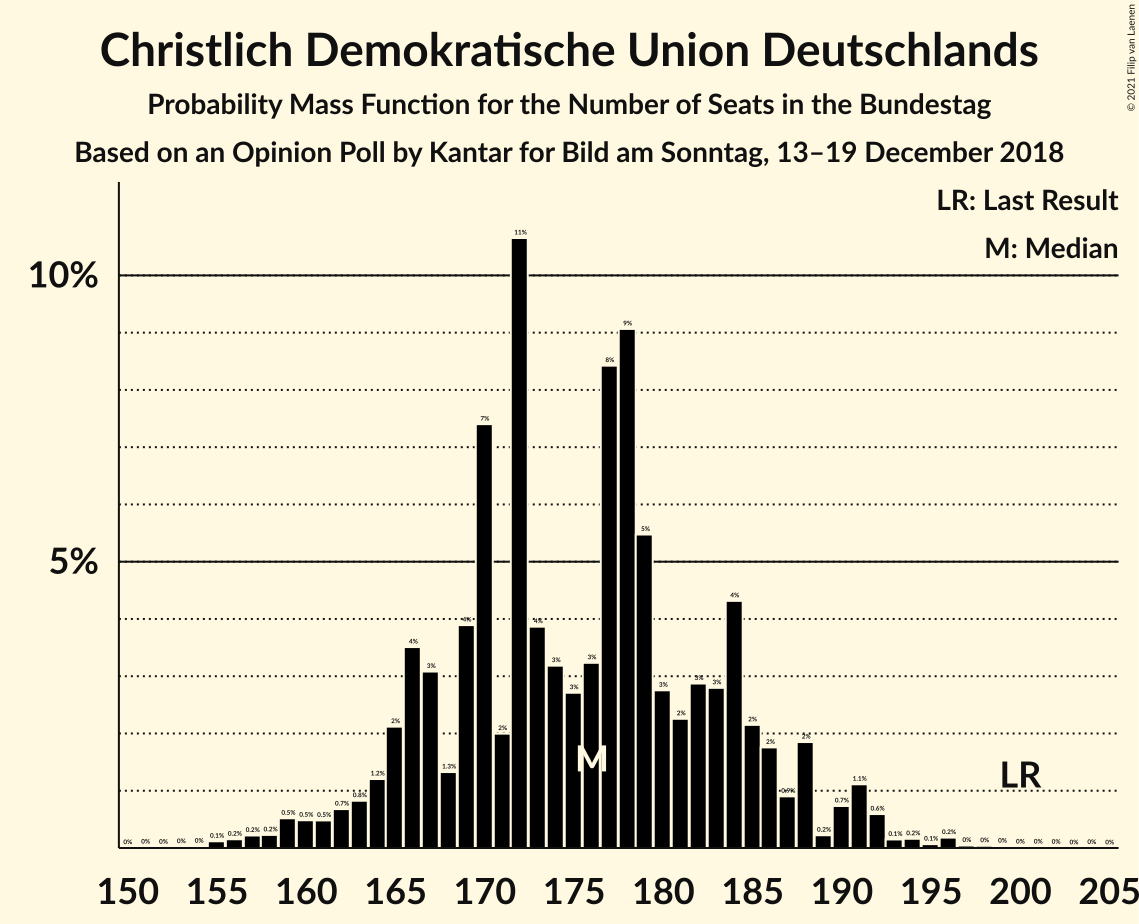 Christlich Demokratische Union Deutschlands
Probability Mass Function for the Number of Seats in the Bundestag
Based on an Opinion Poll by Kantar for Bild am Sonntag, 13–19 December 2018
© 2021 Filip van Laenen
LR: Last Result
M: Median
10%
5%
0% 0% 0% 0% 0% 0.1% 0.2% 0.2% 0.2% 0.5% 0.5% 0.5% 0.7% 0.8% 1.2% 2% 4% 3% 1.3% 4% 7% 2% 11% 4% 3% 3% 3% 8% 9% 5% 3% 2% 3% 3% 4% 2% 2% 0.9% 2% 0.2% 0.7% 1.1% 0.6% 0.1% 0.2% 0.1% 0.2% 0% 0% 0% 0% 0% 0% 0% 0% 0%
M
LR
150 155 160 165 170 175 180 185 190 195 200 205